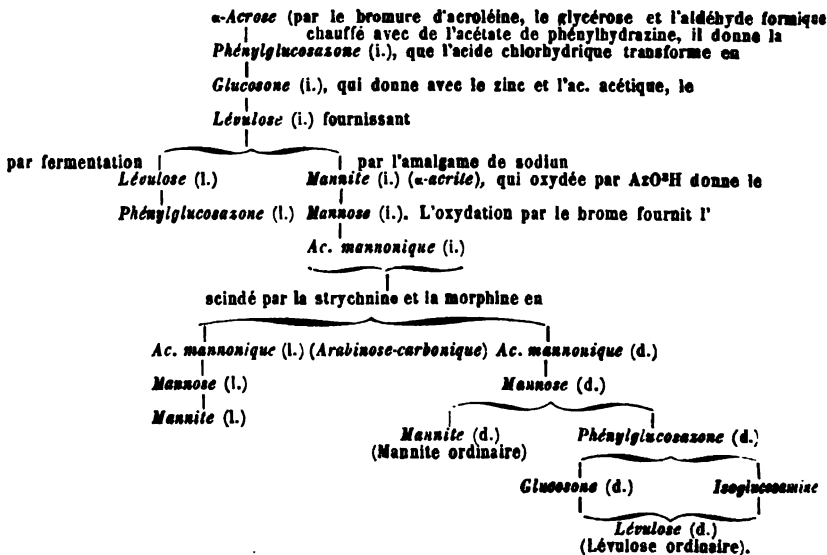 α-Acrose (par le bromure d'acroléine, le glycérose et l'aldéhyde formique
chauffé avec de l'acétate de phénylhydrazine, il donne la
Phénylglucosazone (i.), que l'acide chlorhydrique transforme en
Glucosone (i.), qui donne avec le zinc et l'ac. acétique, le
Lévulose (i.) fournissant
par fermentation par l'amalgame de sodiun
Lévulose (l.) Mannite (i.) (α-acrite), qui oxydée par AzO³H donne le
Phénylglucosazone (l.) Mannose (i.). L'oxydation par le brome fournit l'
Ac. mannonique (i.)
scindé par la strychnine et la morphine en
Ac. mannonique (l.) (Arabinose-carbonique) Ac. mannonique (d.)
Mannose (l.) Mannose (d.)
Mannite (l.)
Mannite (d.) Phénylglucosazone (d.)
(Mannite ordinaire)
Glucosone (d.) Isoglucosamine
Lévulose (d.)
(Lévulose ordinaire).